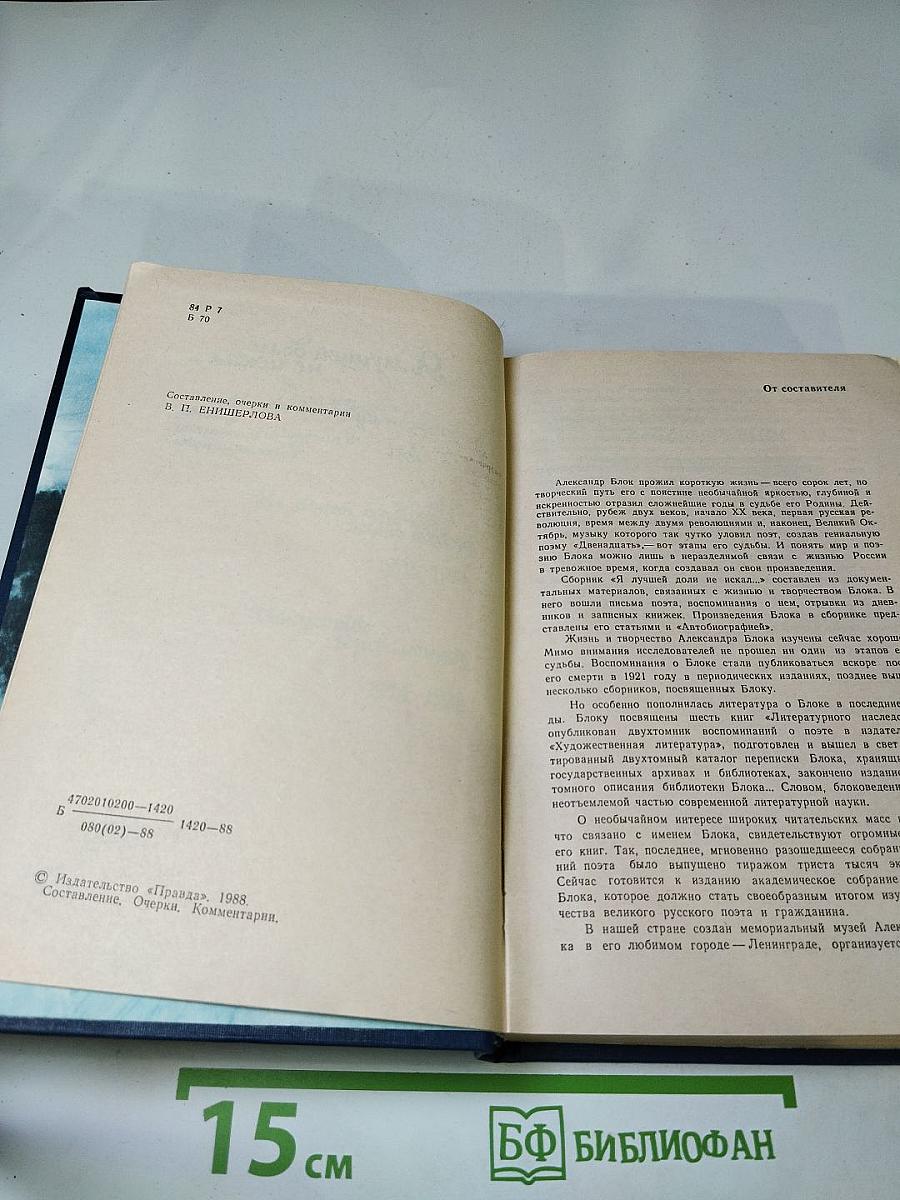 84 Р 7
Б 70
Составление, очерки и комментарии
В. П. ЕНИШЕРЛОВА
Б 4702010200—1420 1420—88
080(02)—88
© Издательство «Правда». 1988.
Составление. Очерки. Комментарии.
От составителя
Александр Блок прожил короткую жизнь — всего сорок лет, но
творческий путь его с поистине необычайной яркостью, глубиной и
искренностью отразил сложнейшие годы в судьбе его Родины. Дей-
ствительно, рубеж двух веков, начало XX века, первая русская ре-
волюция, время между двумя революциями и, наконец, Великий Ок-
тябрь, музыку которого так чутко уловил поэт, создав гениальную
поэму «Двенадцать»,— вот этапы его судьбы. И понять мир и поэ-
зию Блока можно лишь в неразделимой связи с жизнью России
в тревожное время, когда создавал он свои произведения.
Сборник «Я лучшей доли не искал...» составлен из докумен-
тальных материалов, связанных с жизнью и творчеством Блока. В
него вошли письма поэта, воспоминания о нем, отрывки из днев-
ников и записных книжек. Произведения Блока в сборнике пред-
ставлены его статьями и «Автобиографией».
Жизнь и творчество Александра Блока изучены сейчас хорошо
Мимо внимания исследователей не прошел ни один из этапов е
судьбы. Воспоминания о Блоке стали публиковаться вскоре пос
его смерти в 1921 году в периодических изданиях, позднее выш
несколько сборников, посвященных Блоку.
Но особенно пополнилась литература о Блоке в последние
ды. Блоку посвящены шесть книг «Литературного наследс
опубликован двухтомник воспоминаний о поэте в издател
«Художественная литература», подготовлен и вышел в свет
тированный двухтомный каталог переписки Блока, хранящ
государственных архивах и библиотеках, закончено издание
томного описания библиотеки Блока... Словом, блоковедени
неотъемлемой частью современной литературной науки.
О необычайном интересе широких читательских масс
что связано с именем Блока, свидетельствуют огромные
его книг. Так, последнее, мгновенно разошедшееся собран
ний поэта было выпущено тиражом триста тысяч эк
Сейчас готовится к изданию академическое собрание
Блока, которое должно стать своеобразным итогом изу
чества великого русского поэта и гражданина.
В нашей стране создан мемориальный музей Алек
ка в его любимом городе — Ленинграде, организуетс
15 см
БФ БИБЛИОФАН